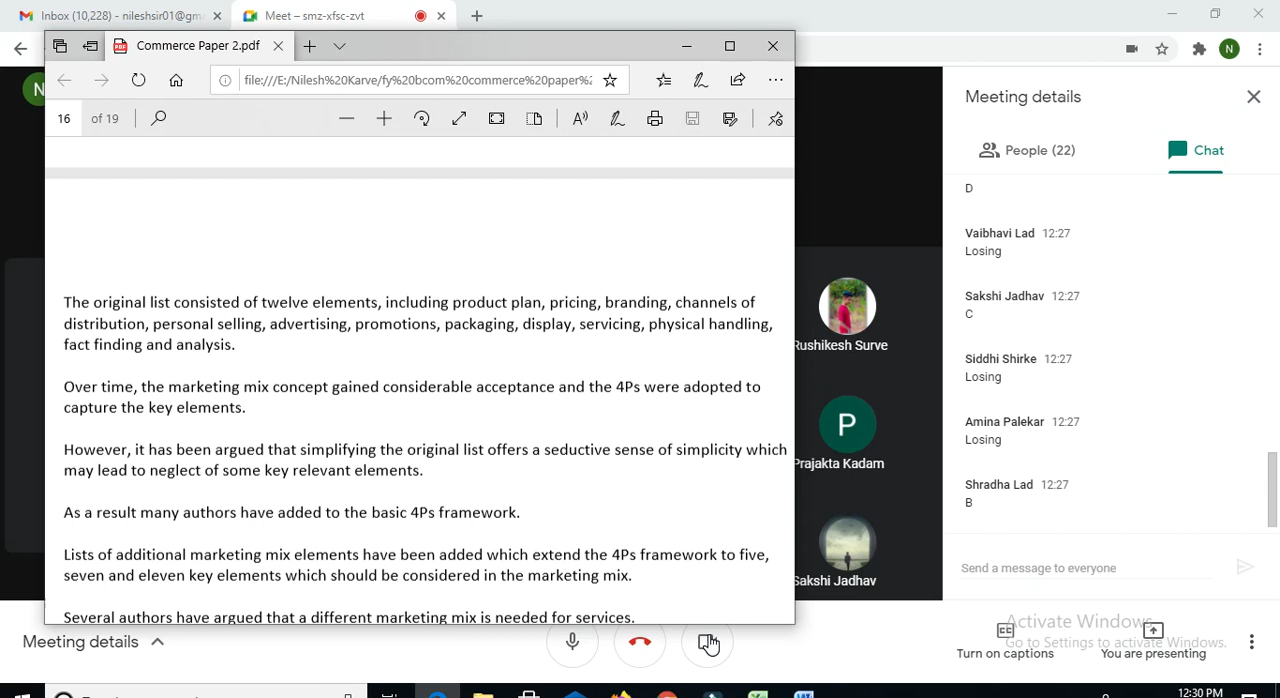 Inbox (10,228) - nileshsir01@gm
Meet – smz-xfsc-zvt
Commerce Paper 2.pdf
file:///E:/Nilesh%20Karve/fy%20bcom%20commerce%20paper%2
N
16 of 19
The original list consisted of twelve elements, including product plan, pricing, branding, channels of
distribution, personal selling, advertising, promotions, packaging, display, servicing, physical handling,
fact finding and analysis.
Over time, the marketing mix concept gained considerable acceptance and the 4Ps were adopted to
capture the key elements.
However, it has been argued that simplifying the original list offers a seductive sense of simplicity which
may lead to neglect of some key relevant elements.
As a result many authors have added to the basic 4Ps framework.
Lists of additional marketing mix elements have been added which extend the 4Ps framework to five,
seven and eleven key elements which should be considered in the marketing mix.
Several authors have argued that a different marketing mix is needed for services.
N
Rushikesh Surve
P
Prajakta Kadam
Sakshi Jadhav
Meeting details
People (22)
Chat
D
Vaibhavi Lad 12:27
Losing
Sakshi Jadhav 12:27
C
Siddhi Shirke 12:27
Losing
Amina Palekar 12:27
Losing
Shradha Lad 12:27
B
Send a message to everyone
Activate Windows
Go to Settings to activate Windows.
Meeting details
Turn on captions
You are presenting
12:30 PM